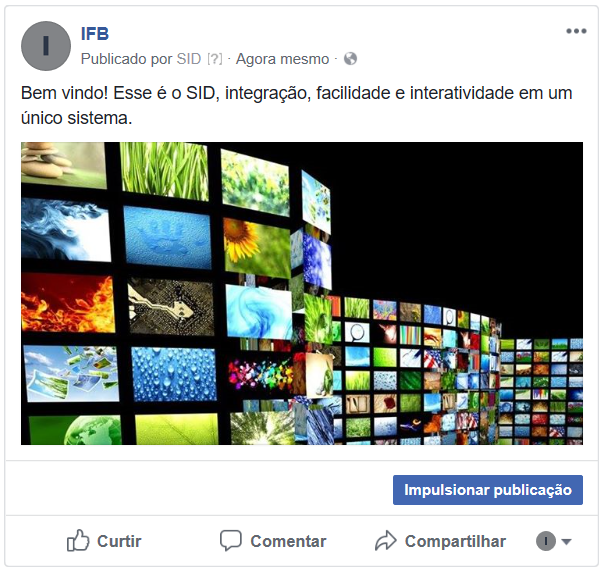 I
IFB
Publicado por SID [?] · Agora mesmo ·
Bem vindo! Esse é o SID, integração, facilidade e interatividade em um
único sistema.
Impulsionar publicação
Curtir
Comentar
Compartilhar
I